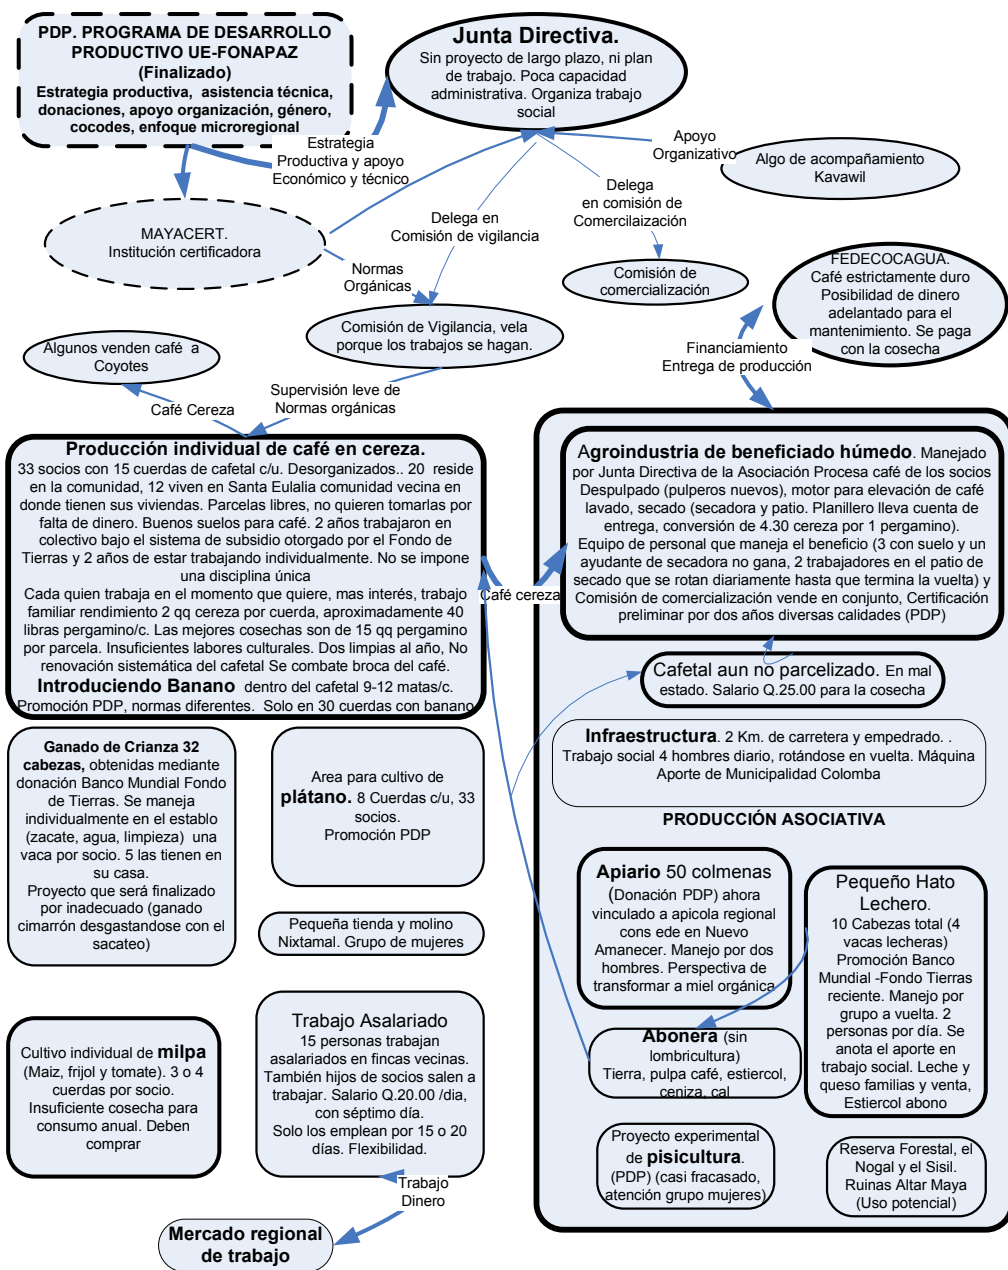 PDP. PROGRAMA DE DESARROLLO
PRODUCTIVO UE-FONAPAZ
(Finalizado)
Estrategia productiva, asistencia técnica,
donaciones, apoyo organización, género,
cocodes, enfoque microregional
Junta Directiva.
Sin proyecto de largo plazo, ni plan
de trabajo. Poca capacidad
administrativa. Organiza trabajo
social
Estrategia
Productiva y apoyo
Económico y técnico
Apoyo
Organizativo
Algo de acompañamiento
Kavawil
MAYACERT.
Institución certificadora
Delega en
Comisión de vigilancia
Delega
en comisión de
Comercilaización
Normas
Orgánicas
Comisión de
comercialización
FEDECOCAGUA.
Café estrictamente duro
Posibilidad de dinero
adelantado para el
mantenimiento. Se paga
con la cosecha
Comisión de Vigilancia, vela
porque los trabajos se hagan.
Algunos venden café a
Coyotes
Financiamiento
Entrega de producción
Café Cereza
Supervisión leve de
Normas orgánicas
Producción individual de café en cereza.
33 socios con 15 cuerdas de cafetal c/u. Desorganizados.. 20 reside
en la comunidad, 12 viven en Santa Eulalia comunidad vecina en
donde tienen sus viviendas. Parcelas libres, no quieren tomarlas por
falta de dinero. Buenos suelos para café. 2 años trabajaron en
colectivo bajo el sistema de subsidio otorgado por el Fondo de
Tierras y 2 años de estar trabajando individualmente. No se impone
una disciplina única
Cada quien trabaja en el momento que quiere, mas interés, trabajo
familiar rendimiento 2 qq cereza por cuerda, aproximadamente 40
libras pergamino/c. Las mejores cosechas son de 15 qq pergamino
por parcela. Insuficientes labores culturales. Dos limpias al año, No
renovación sistemática del cafetal Se combate broca del café.
Introduciendo Banano dentro del cafetal 9-12 matas/c.
Promoción PDP, normas diferentes. Solo en 30 cuerdas con banano
Café cereza
Agroindustria de beneficiado húmedo. Manejado
por Junta Directiva de la Asociación Procesa café de los socios
Despulpado (pulperos nuevos), motor para elevación de café
lavado, secado (secadora y patio. Planillero lleva cuenta de
entrega, conversión de 4.30 cereza por 1 pergamino).
Equipo de personal que maneja el beneficio (3 con suelo y un
ayudante de secadora no gana, 2 trabajadores en el patio de
secado que se rotan diariamente hasta que termina la vuelta) y
Comisión de comercialización vende en conjunto, Certificación
preliminar por dos años diversas calidades (PDP)
Cafetal aun no parcelizado. En mal
estado. Salario Q.25.00 para la cosecha
Infraestructura. 2 Km. de carretera y empedrado. .
Trabajo social 4 hombres diario, rotándose en vuelta. Máquina
Aporte de Municipalidad Colomba
PRODUCCIÓN ASOCIATIVA
Ganado de Crianza 32
cabezas, obtenidas mediante
donación Banco Mundial Fondo
de Tierras. Se maneja
individualmente en el establo
(zacate, agua, limpieza) una
vaca por socio. 5 las tienen en
su casa.
Proyecto que será finalizado
por inadecuado (ganado
cimarrón desgastandose con el
sacateo)
Area para cultivo de
plátano. 8 Cuerdas c/u, 33
socios.
Promoción PDP
Pequeña tienda y molino
Nixtamal. Grupo de mujeres
Apiario 50 colmenas
(Donación PDP) ahora
vinculado a apicola regional
cons ede en Nuevo
Amanecer. Manejo por dos
hombres. Perspectiva de
transformar a miel orgánica
Pequeño Hato
Lechero.
10 Cabezas total (4
vacas lecheras)
Promoción Banco
Mundial -Fondo Tierras
reciente. Manejo por
grupo a vuelta. 2
personas por día. Se
anota el aporte en
trabajo social. Leche y
queso familias y venta,
Estiercol abono
Cultivo individual de milpa
(Maiz, frijol y tomate). 3 o 4
cuerdas por socio.
Insuficiente cosecha para
consumo anual. Deben
comprar
Trabajo Asalariado
15 personas trabajan
asalariados en fincas vecinas.
También hijos de socios salen a
trabajar. Salario Q.20.00 /dia,
con séptimo día.
Solo los emplean por 15 o 20
días. Flexibilidad.
Abonera (sin
lombricultura)
Tierra, pulpa café, estiercol,
ceniza, cal
Proyecto experimental
de pisicultura.
(PDP) (casi fracasado,
atención grupo mujeres)
Reserva Forestal, el
Nogal y el Sisil.
Ruinas Altar Maya
(Uso potencial)
Trabajo
Dinero
Mercado regional
de trabajo